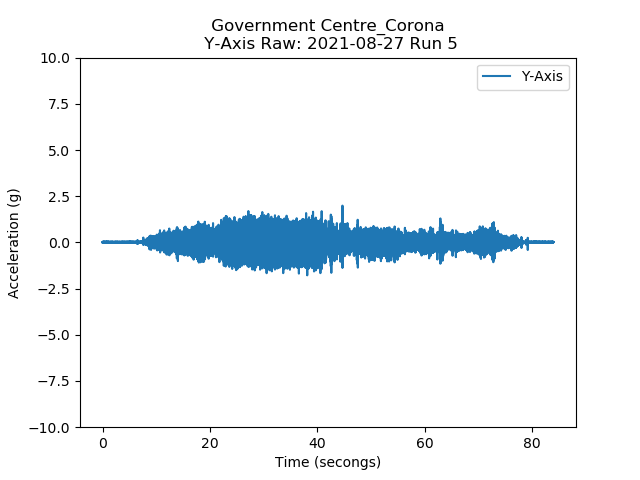 Government Centre_Corona
Y-Axis Raw: 2021-08-27 Run 5
Y-Axis
10.0
7.5
5.0
2.5
0.0
−2.5
−5.0
−7.5
−10.0
Acceleration (g)
0 20 40 60 80
Time (secongs)